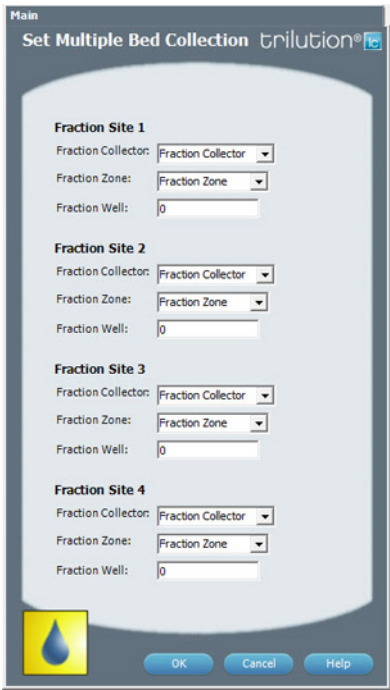 Main
Set Multiple Bed Collection trilution® lc
Fraction Site 1
Fraction Collector: Fraction Collector
Fraction Zone: Fraction Zone
Fraction Well: 0
Fraction Site 2
Fraction Collector: Fraction Collector
Fraction Zone: Fraction Zone
Fraction Well: 0
Fraction Site 3
Fraction Collector: Fraction Collector
Fraction Zone: Fraction Zone
Fraction Well: 0
Fraction Site 4
Fraction Collector: Fraction Collector
Fraction Zone: Fraction Zone
Fraction Well: 0
OK Cancel Help